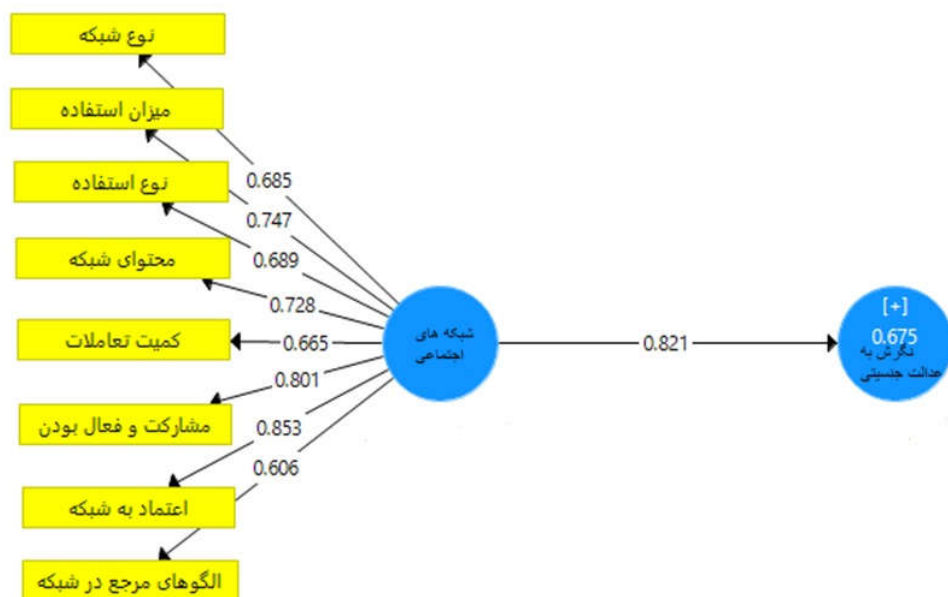 نوع شبکه
میزان استفاده
نوع استفاده
محتوای شبکه
کمیت تعاملات
مشارکت و فعال بودن
اعتماد به شبکه
الگوهای مرجع در شبکه
0.685
0.747
0.689
0.728
0.665
0.801
0.853
0.606
شبکه های
اجتماعی
0.821
[+]
0.675
نگرش به
عدالت جنسیتی